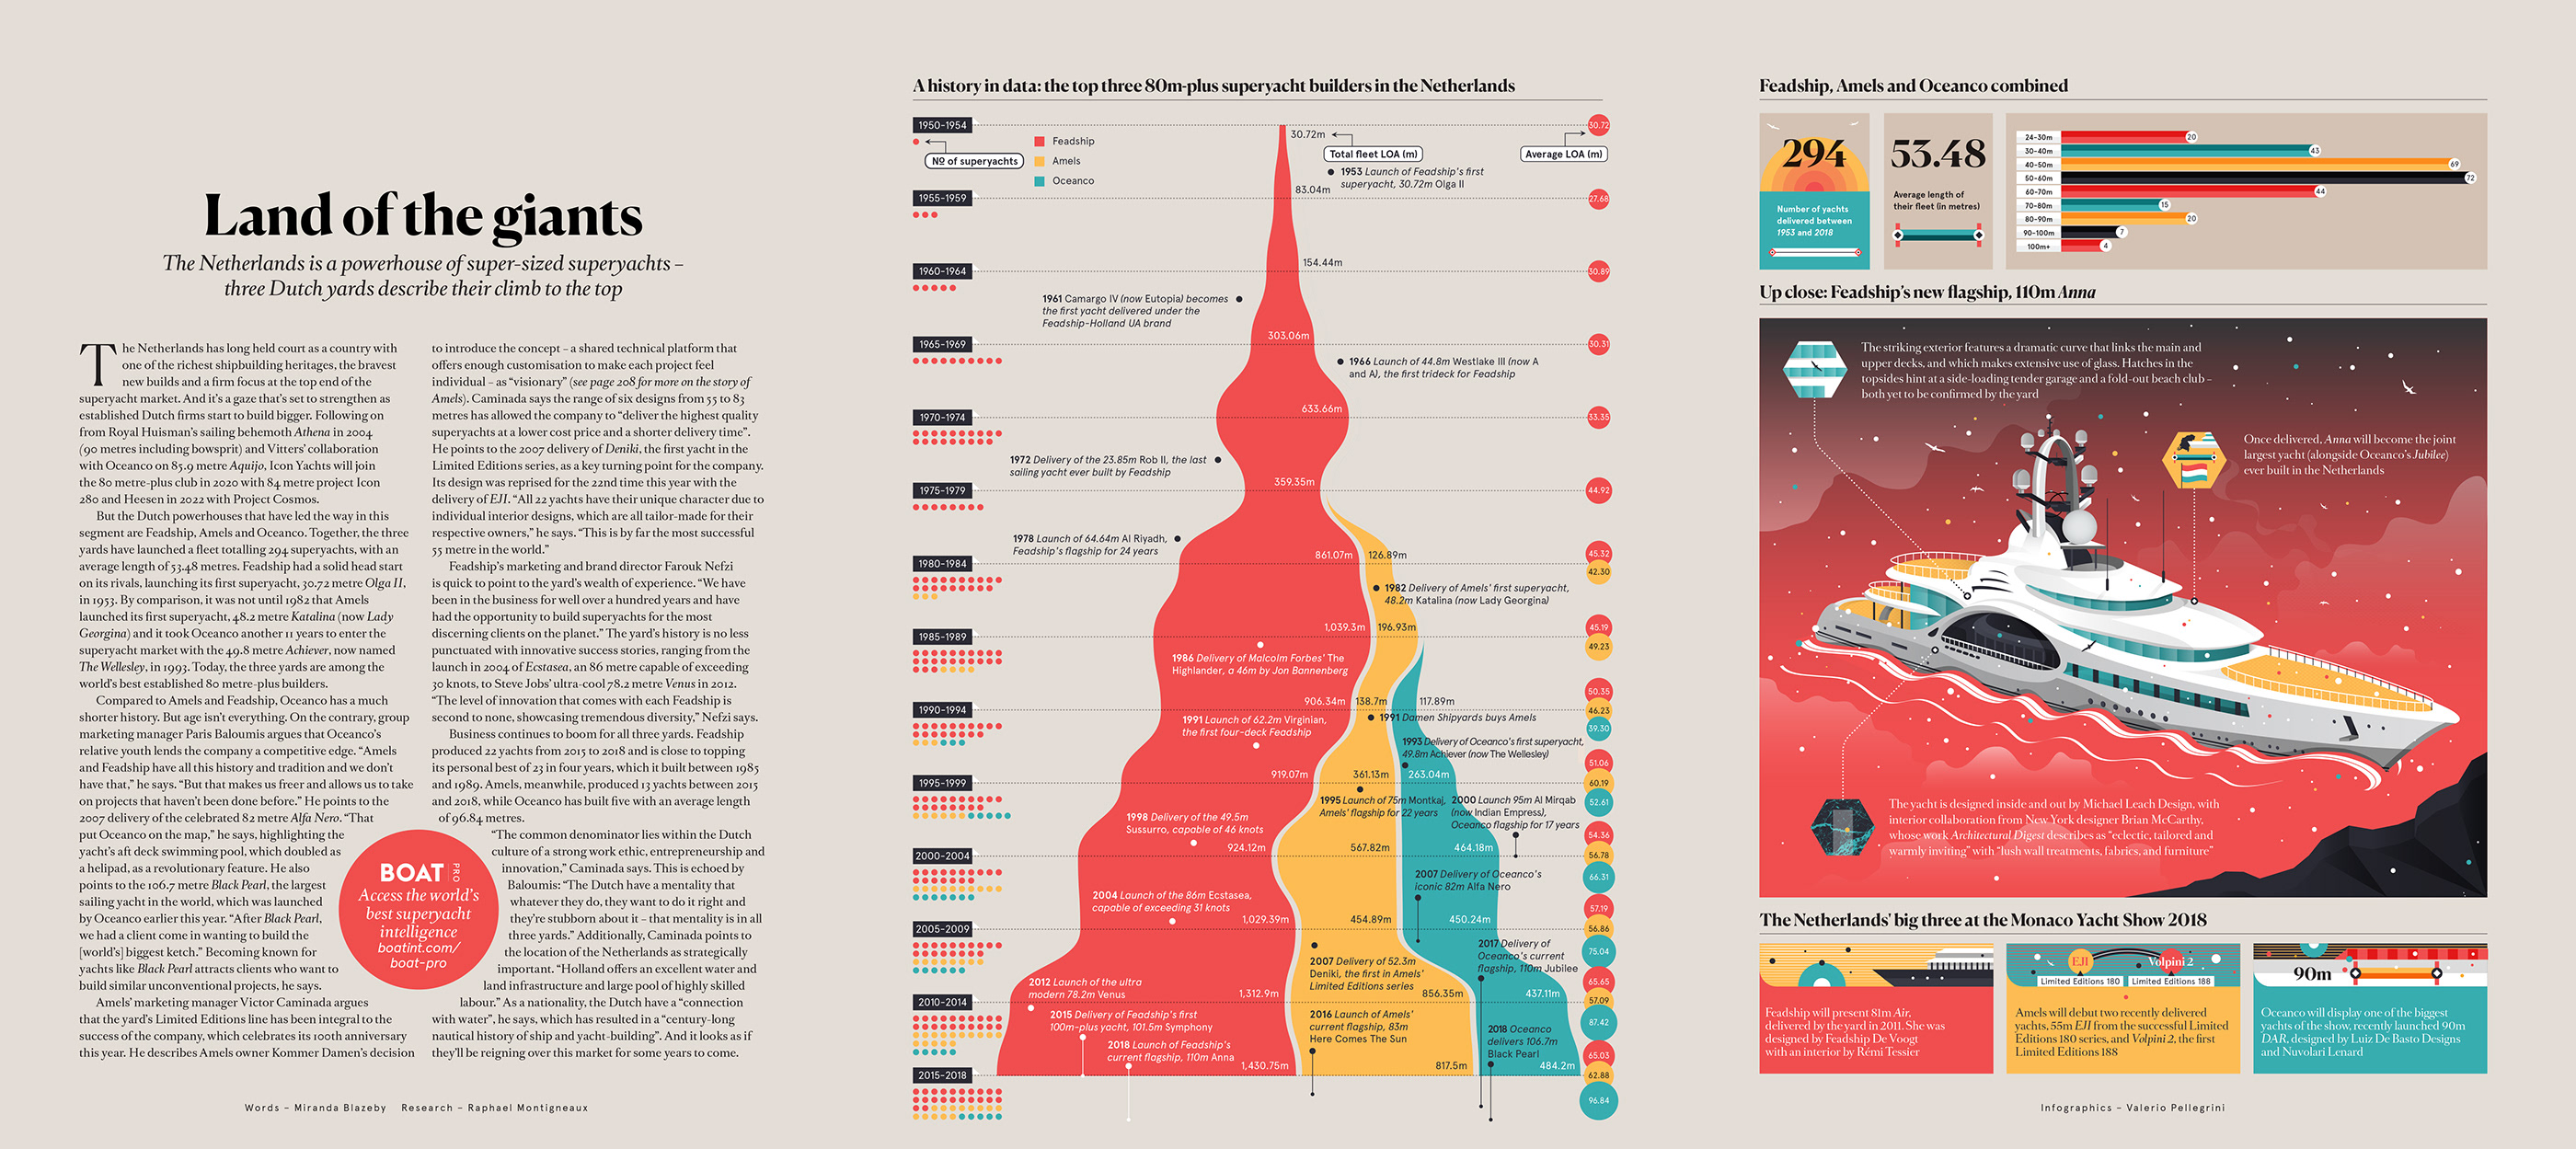 Land of the giants
The Netherlands is a powerhouse of super-sized superyachts –
three Dutch yards describe their climb to the top
The Netherlands has long held court as a country with
one of the richest shipbuilding heritages, the bravest
new builds and a firm focus at the top end of the
superyacht market. And it's a gaze that's set to strengthen as
established Dutch firms start to build bigger. Following on
from Royal Huisman's sailing behemoth Athena in 2004
(90 metres including bowsprit) and Vitters' collaboration
with Oceanco on 85.9 metre Aquijo, Icon Yachts will join
the 80 metre-plus club in 2020 with 84 metre project Icon
280 and Heesen in 2022 with Project Cosmos.
But the Dutch powerhouses that have led the way in this
segment are Feadship, Amels and Oceanco. Together, the three
yards have launched a fleet totalling 294 superyachts, with an
average length of 53.48 metres. Feadship had a solid head start
on its rivals, launching its first superyacht, 30.72 metre Olga II,
in 1953. By comparison, it was not until 1982 that Amels
launched its first superyacht, 48.2 metre Katalina (now Lady
Georgina) and it took Oceanco another 11 years to enter the
superyacht market with the 49.8 metre Achiever, now named
The Wellesley, in 1993. Today, the three yards are among the
world's best established 80 metre-plus builders.
Compared to Amels and Feadship, Oceanco has a much
shorter history. But age isn't everything. On the contrary, group
marketing manager Paris Baloumis argues that Oceanco's
relative youth lends the company a competitive edge. "Amels
and Feadship have all this history and tradition and we don't
have that," he says. "But that makes us freer and allows us to take
on projects that haven't been done before." He points to the
2007 delivery of the celebrated 82 metre Alfa Nero. "That
put Oceanco on the map," he says, highlighting the
yacht's aft deck swimming pool, which doubled as
a helipad, as a revolutionary feature. He also
points to the 106.7 metre Black Pearl, the largest
sailing yacht in the world, which was launched
by Oceanco earlier this year. "After Black Pearl,
we had a client come in wanting to build the
[world's] biggest ketch." Becoming known for
yachts like Black Pearl attracts clients who want to
build similar unconventional projects, he says.
Amels' marketing manager Victor Caminada argues
that the yard's Limited Editions line has been integral to the
success of the company, which celebrates its 100th anniversary
this year. He describes Amels owner Kommer Damen's decision
to introduce the concept – a shared technical platform that
offers enough customisation to make each project feel
individual – as "visionary" (see page 208 for more on the story of
Amels). Caminada says the range of six designs from 55 to 83
metres has allowed the company to "deliver the highest quality
superyachts at a lower cost price and a shorter delivery time".
He points to the 2007 delivery of Deniki, the first yacht in the
Limited Editions series, as a key turning point for the company.
Its design was reprised for the 22nd time this year with the
delivery of EJI. "All 22 yachts have their unique character due to
individual interior designs, which are all tailor-made for their
respective owners," he says. "This is by far the most successful
55 metre in the world."
Feadship's marketing and brand director Farouk Nefzi
is quick to point to the yard's wealth of experience. "We have
been in the business for well over a hundred years and have
had the opportunity to build superyachts for the most
discerning clients on the planet." The yard's history is no less
punctuated with innovative success stories, ranging from the
launch in 2004 of Ecstasea, an 86 metre capable of exceeding
30 knots, to Steve Jobs' ultra-cool 78.2 metre Venus in 2012.
"The level of innovation that comes with each Feadship is
second to none, showcasing tremendous diversity," Nefzi says.
Business continues to boom for all three yards. Feadship
produced 22 yachts from 2015 to 2018 and is close to topping
its personal best of 23 in four years, which it built between 1985
and 1989. Amels, meanwhile, produced 13 yachts between 2015
and 2018, while Oceanco has built five with an average length
of 96.84 metres.
"The common denominator lies within the Dutch
culture of a strong work ethic, entrepreneurship and
innovation," Caminada says. This is echoed by
Baloumis: "The Dutch have a mentality that
whatever they do, they want to do it right and
they're stubborn about it – that mentality is in all
three yards." Additionally, Caminada points to
the location of the Netherlands as strategically
important. "Holland offers an excellent water and
land infrastructure and large pool of highly skilled
labour." As a nationality, the Dutch have a "connection
with water", he says, which has resulted in a "century-long
nautical history of ship and yacht-building". And it looks as if
they'll be reigning over this market for some years to come.
BOAT PRO
Access the world's
best superyacht
intelligence
boatint.com/
boat-pro
Words – Miranda Blazeby Research – Raphael Montigneaux
A history in data: the top three 80m-plus superyacht builders in the Netherlands
1950-1954
Nº of superyachts
Feadship
Amels
Oceanco
30.72m
Total fleet LOA (m)
Average LOA (m)
30.72
1953 Launch of Feadship's first
superyacht, 30.72m Olga II
1955-1959
83.04m
27.68
1960-1964
154.44m
30.89
1961 Camargo IV (now Eutopia) becomes
the first yacht delivered under the
Feadship-Holland UA brand
1965-1969
303.06m
30.31
1966 Launch of 44.8m Westlake III (now A
and A), the first trideck for Feadship
1970-1974
633.66m
33.35
1972 Delivery of the 23.85m Rob II, the last
sailing yacht ever built by Feadship
1975-1979
359.35m
44.92
1978 Launch of 64.64m Al Riyadh,
Feadship's flagship for 24 years
1980-1984
861.07m
126.89m
45.32
42.30
1982 Delivery of Amels' first superyacht,
48.2m Katalina (now Lady Georgina)
1985-1989
1,039.3m
196.93m
45.19
49.23
1986 Delivery of Malcolm Forbes' The
Highlander, a 46m by Jon Bannenberg
1990-1994
906.34m
138.7m
117.89m
50.35
46.23
39.30
1991 Damen Shipyards buys Amels
1991 Launch of 62.2m Virginian,
the first four-deck Feadship
1993 Delivery of Oceanco's first superyacht,
49.8m Achiever (now The Wellesley)
1995-1999
919.07m
361.13m
263.04m
51.06
60.19
52.61
1995 Launch of 75m Montkaj,
Amels' flagship for 22 years
2000 Launch 95m Al Mirqab
(now Indian Empress),
Oceanco flagship for 17 years
1998 Delivery of the 49.5m
Sussurro, capable of 46 knots
2000-2004
924.12m
567.82m
464.18m
54.36
56.78
66.31
2007 Delivery of Oceanco's
iconic 82m Alfa Nero
2004 Launch of the 86m Ecstasea,
capable of exceeding 31 knots
2005-2009
1,029.39m
454.89m
450.24m
57.19
56.86
75.04
2007 Delivery of 52.3m
Deniki, the first in Amels'
Limited Editions series
2017 Delivery of
Oceanco's current
flagship, 110m Jubilee
2012 Launch of the ultra
modern 78.2m Venus
2010-2014
1,312.9m
856.35m
437.11m
65.65
57.09
87.42
2015 Delivery of Feadship's first
100m-plus yacht, 101.5m Symphony
2016 Launch of Amels'
current flagship, 83m
Here Comes The Sun
2018 Oceanco
delivers 106.7m
Black Pearl
2018 Launch of Feadship's
current flagship, 110m Anna
2015-2018
1,430.75m
817.5m
484.2m
65.03
62.88
96.84
Feadship, Amels and Oceanco combined
294
Number of yachts
delivered between
1953 and 2018
53.48
Average length of
their fleet (in metres)
24-30m 20
30-40m 43
40-50m 69
50-60m 72
60-70m 44
70-80m 15
80-90m 20
90-100m 7
100m+ 4
Up close: Feadship's new flagship, 110m Anna
The striking exterior features a dramatic curve that links the main and
upper decks, and which makes extensive use of glass. Hatches in the
topsides hint at a side-loading tender garage and a fold-out beach club –
both yet to be confirmed by the yard
Once delivered, Anna will become the joint
largest yacht (alongside Oceanco's Jubilee)
ever built in the Netherlands
The yacht is designed inside and out by Michael Leach Design, with
interior collaboration from New York designer Brian McCarthy,
whose work Architectural Digest describes as "eclectic, tailored and
warmly inviting" with "lush wall treatments, fabrics, and furniture"
The Netherlands' big three at the Monaco Yacht Show 2018
Feadship will present 81m Air,
delivered by the yard in 2011. She was
designed by Feadship De Voogt
with an interior by Rémi Tessier
EJI
Volpini 2
Limited Editions 180
Limited Editions 188
Amels will debut two recently delivered
yachts, 55m EJI from the successful Limited
Editions 180 series, and Volpini 2, the first
Limited Editions 188
90m
Oceanco will display one of the biggest
yachts of the show, recently launched 90m
DAR, designed by Luiz De Basto Designs
and Nuvolari Lenard
Infographics – Valerio Pellegrini